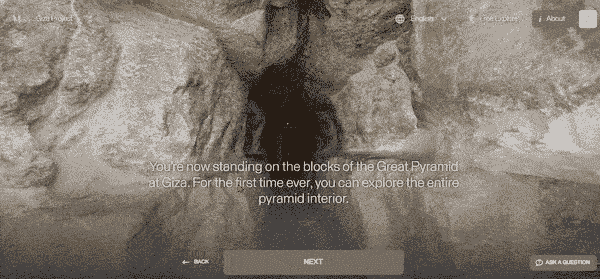 Giza Project
English
Free Explore
i About
You're now standing on the blocks of the Great Pyramid
at Giza. For the first time ever, you can explore the entire
pyramid interior.
← BACK
NEXT
ASK A QUESTION